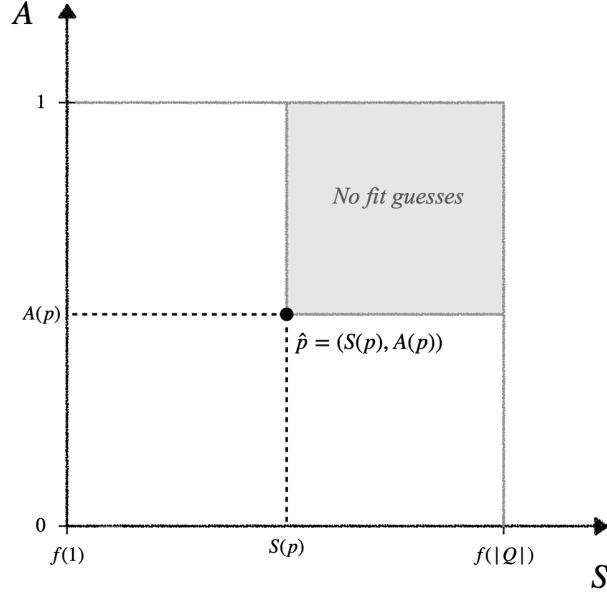 A
1
No fit guesses
A(p)
p̂ = (S(p), A(p))
0
f(1)
S(p)
f(|Q|)
S